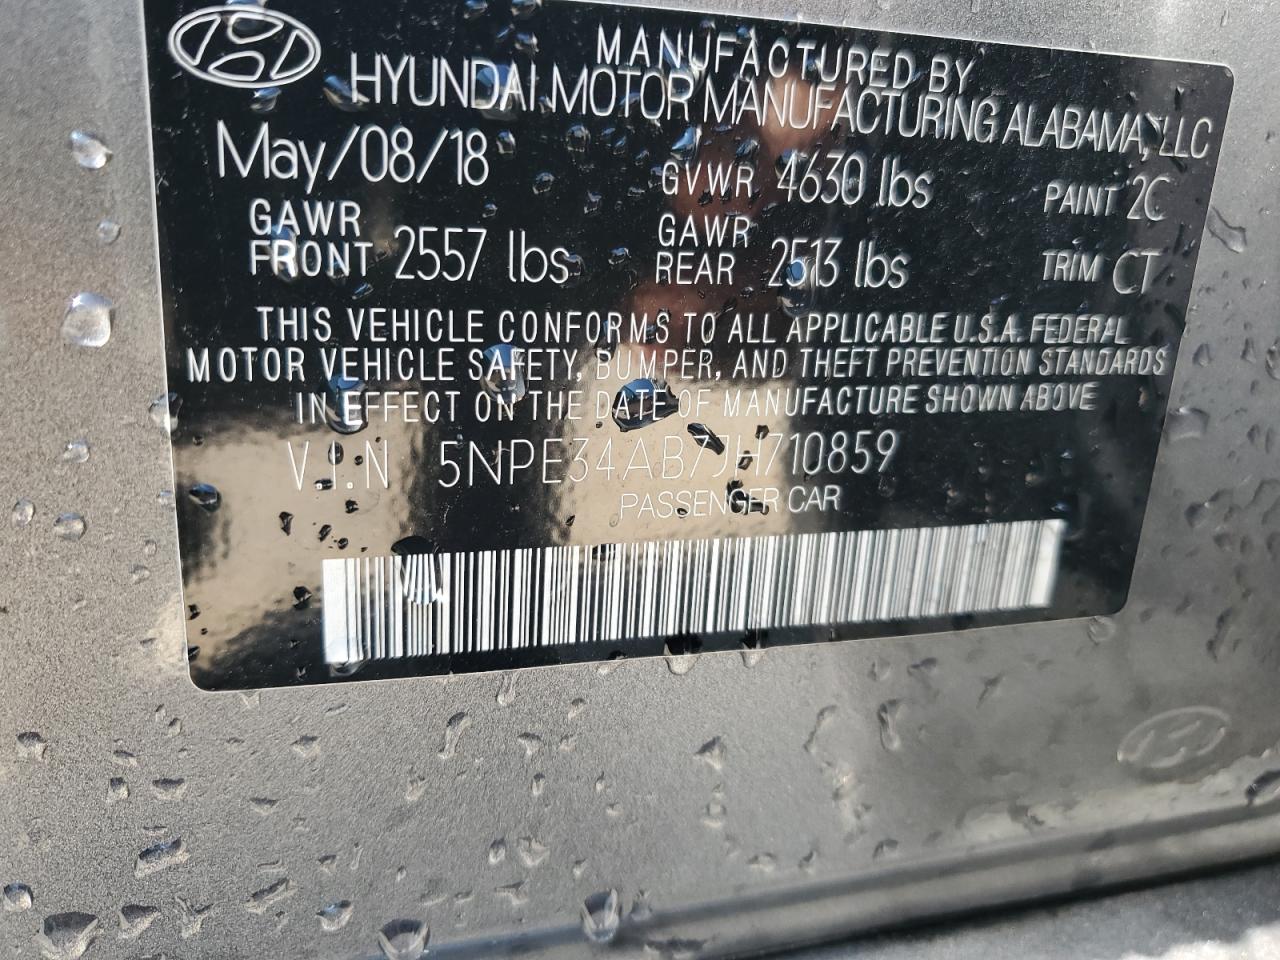 MANUFACTURED BY
HYUNDAI MOTOR MANUFACTURING ALABAMA, LLC
May/08/18 GVWR 4630 lbs PAINT 2C
GAWR FRONT 2557 lbs GAWR REAR 2513 lbs TRIM CT
THIS VEHICLE CONFORMS TO ALL APPLICABLE U.S.A. FEDERAL
MOTOR VEHICLE SAFETY, BUMPER, AND THEFT PREVENTION STANDARDS
IN EFFECT ON THE DATE OF MANUFACTURE SHOWN ABOVE
V.I.N 5NPE34AB7JH710859
PASSENGER CAR